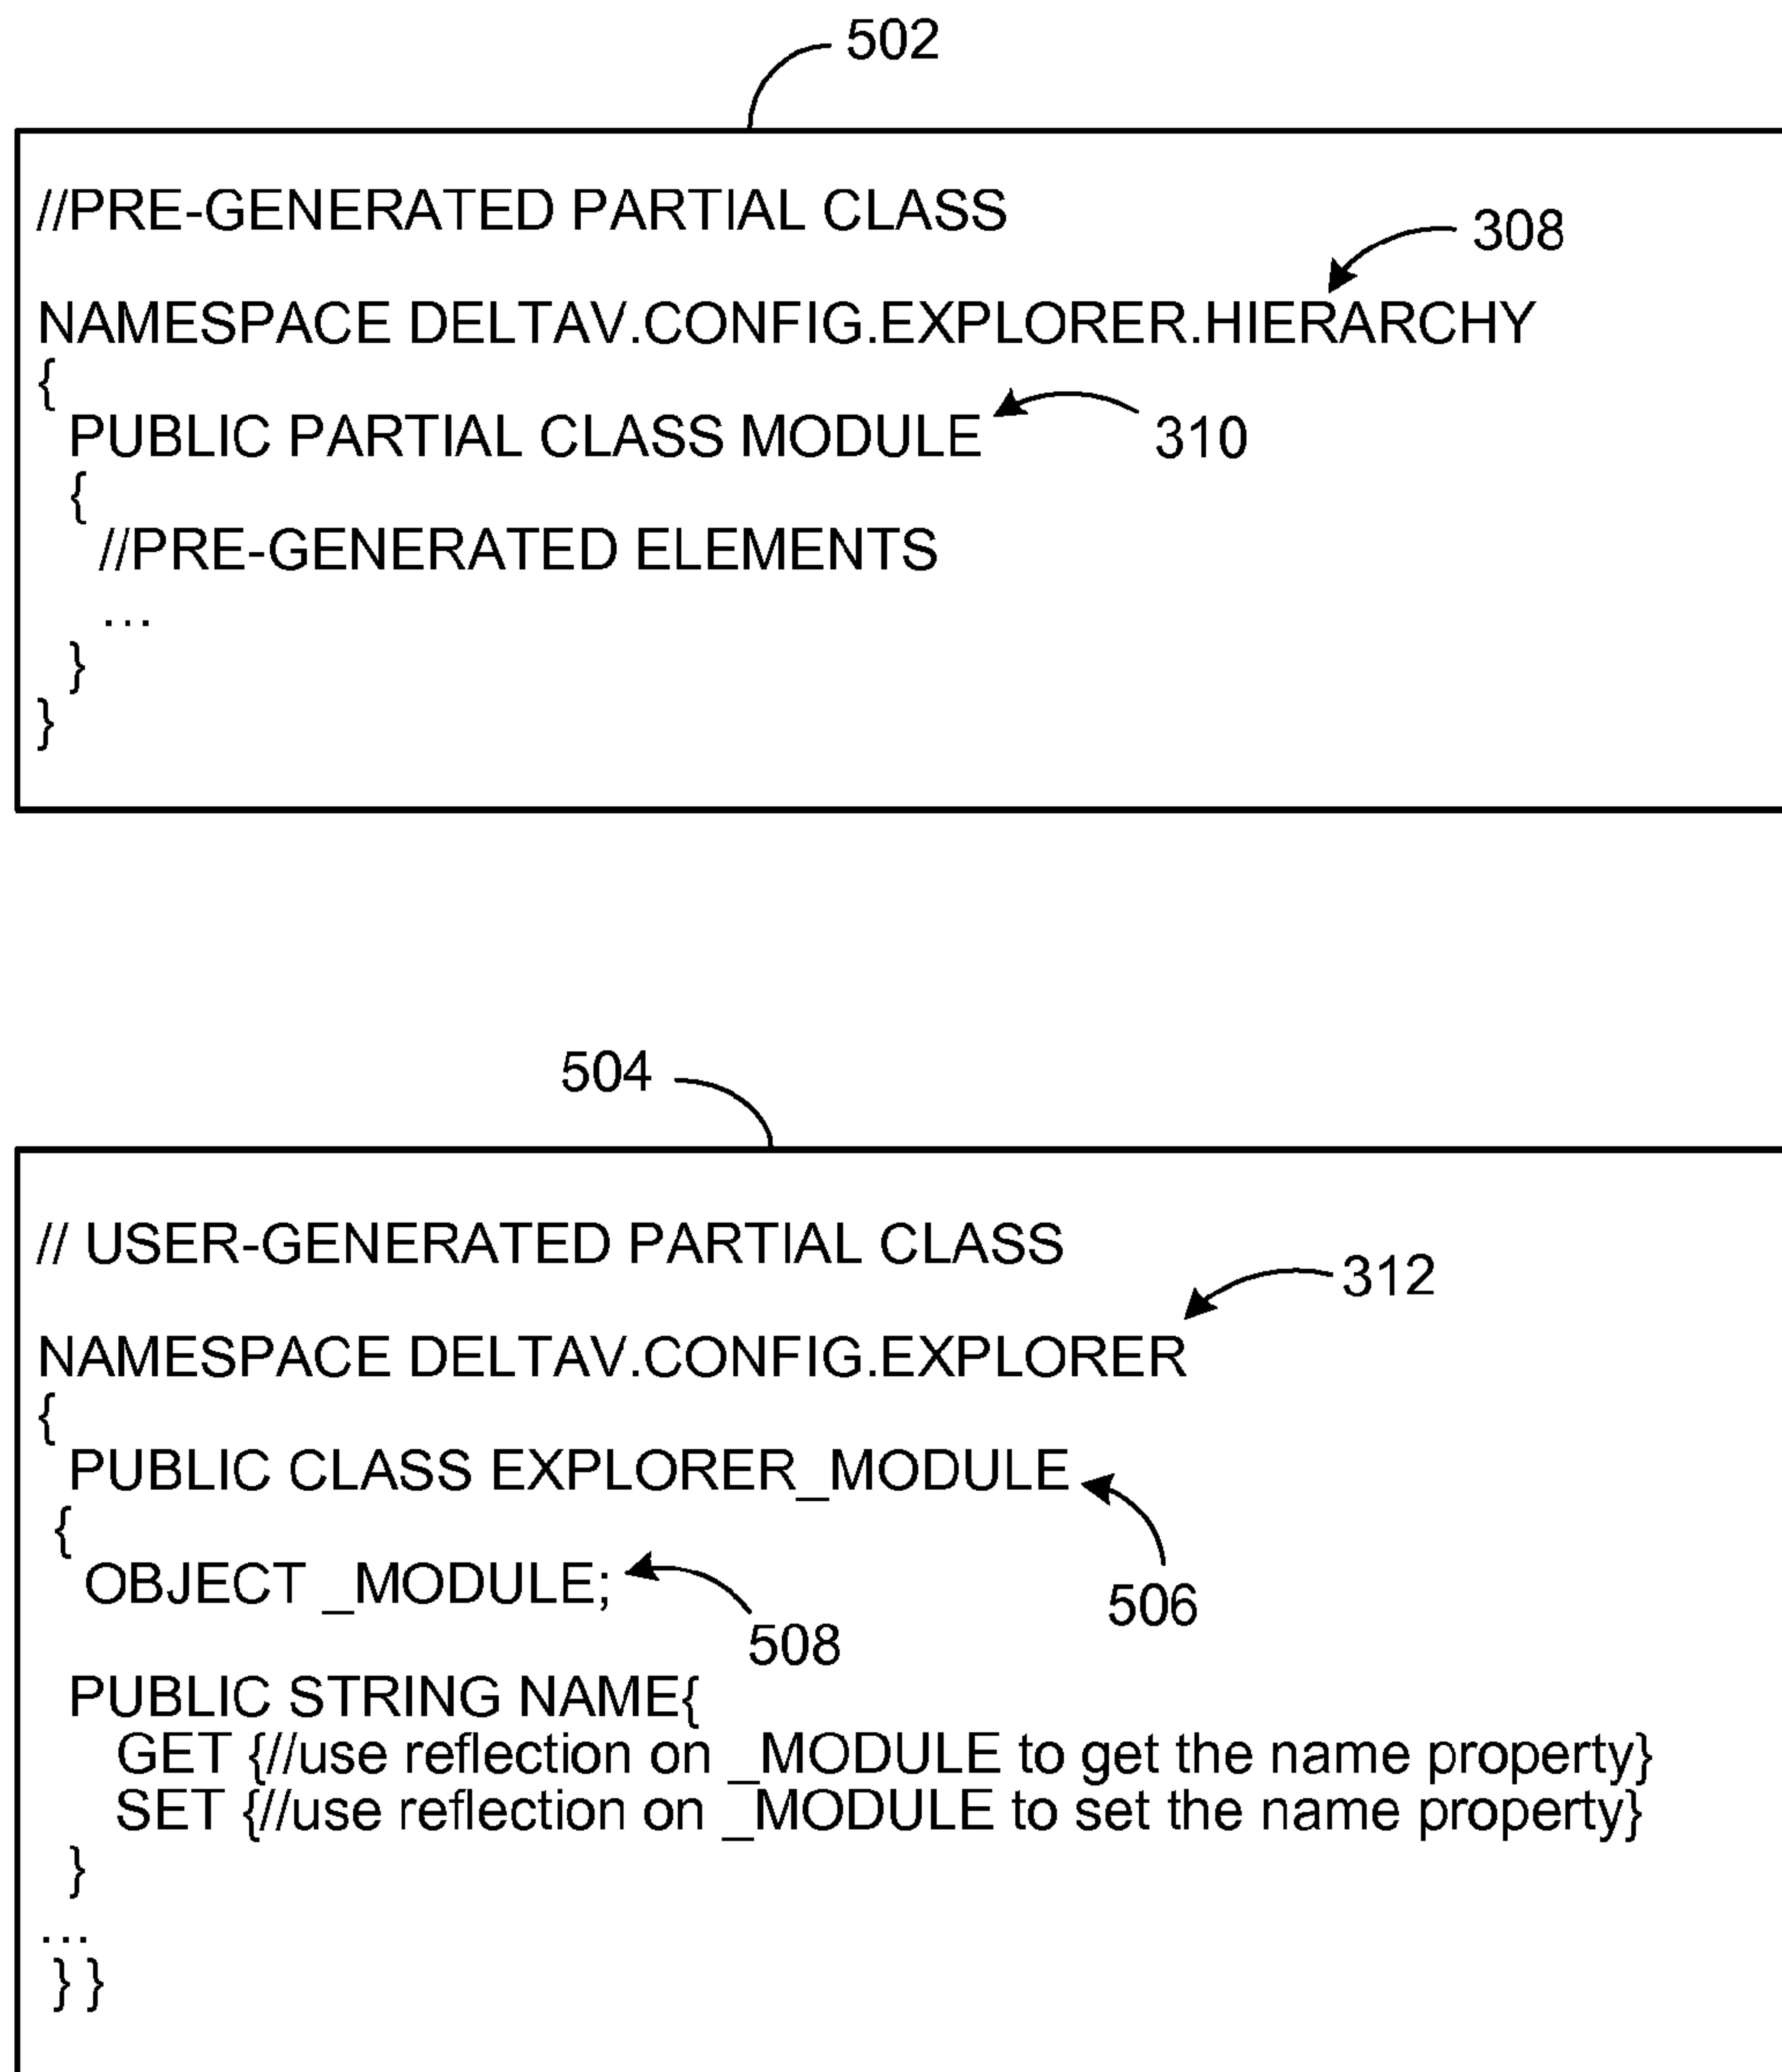 502
//PRE-GENERATED PARTIAL CLASS
308
NAMESPACE DELTAV.CONFIG.EXPLORER.HIERARCHY
{
PUBLIC PARTIAL CLASS MODULE
310
{
//PRE-GENERATED ELEMENTS
...
}
}
504
// USER-GENERATED PARTIAL CLASS
312
NAMESPACE DELTAV.CONFIG.EXPLORER
{
PUBLIC CLASS EXPLORER_MODULE
{
OBJECT _MODULE;
506
508
PUBLIC STRING NAME{
GET {//use reflection on _MODULE to get the name property}
SET {//use reflection on _MODULE to set the name property}
}
...
} }